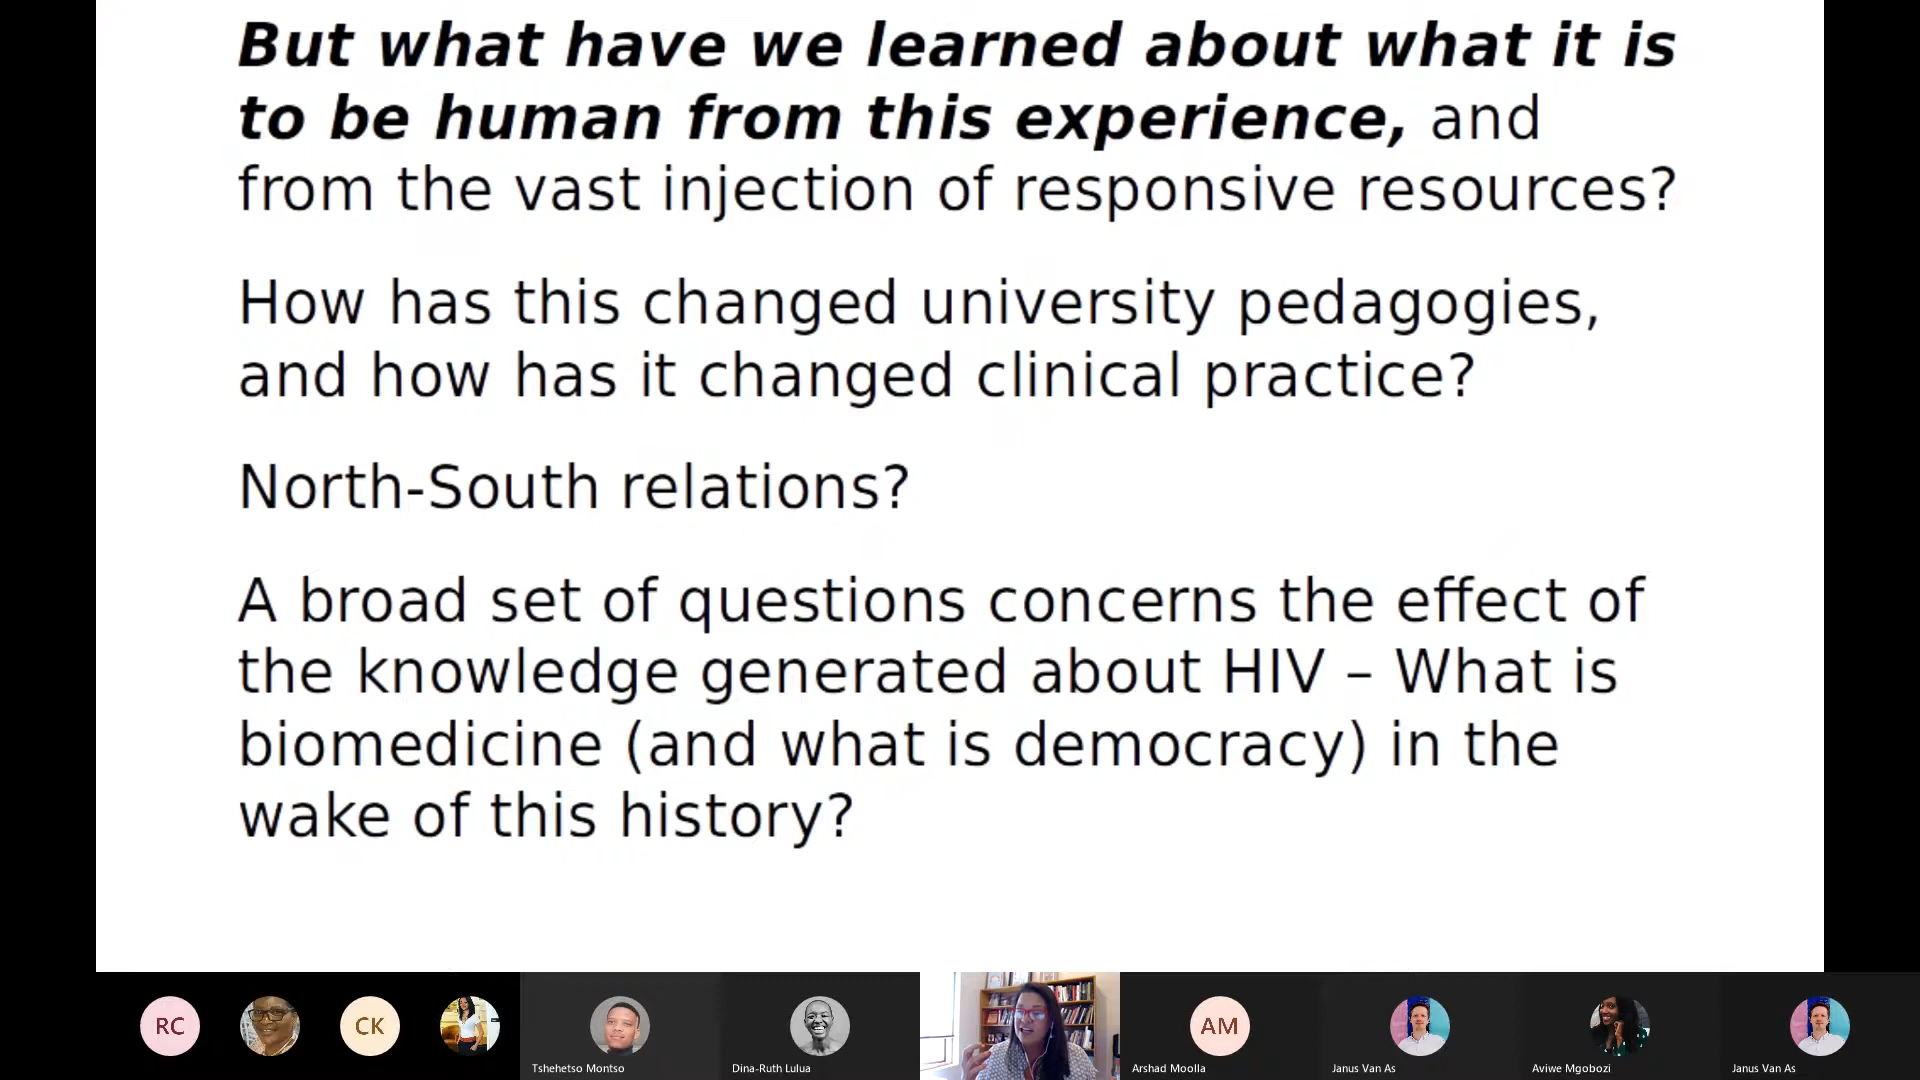 But what have we learned about what it is
to be human from this experience, and
from the vast injection of responsive resources?
How has this changed university pedagogies,
and how has it changed clinical practice?
North-South relations?
A broad set of questions concerns the effect of
the knowledge generated about HIV – What is
biomedicine (and what is democracy) in the
wake of this history?
RC
CK
AM
Tshehetso Montso
Dina-Ruth Lulua
Arshad Moolla
Janus Van As
Aviwe Mgobozi
Janus Van As